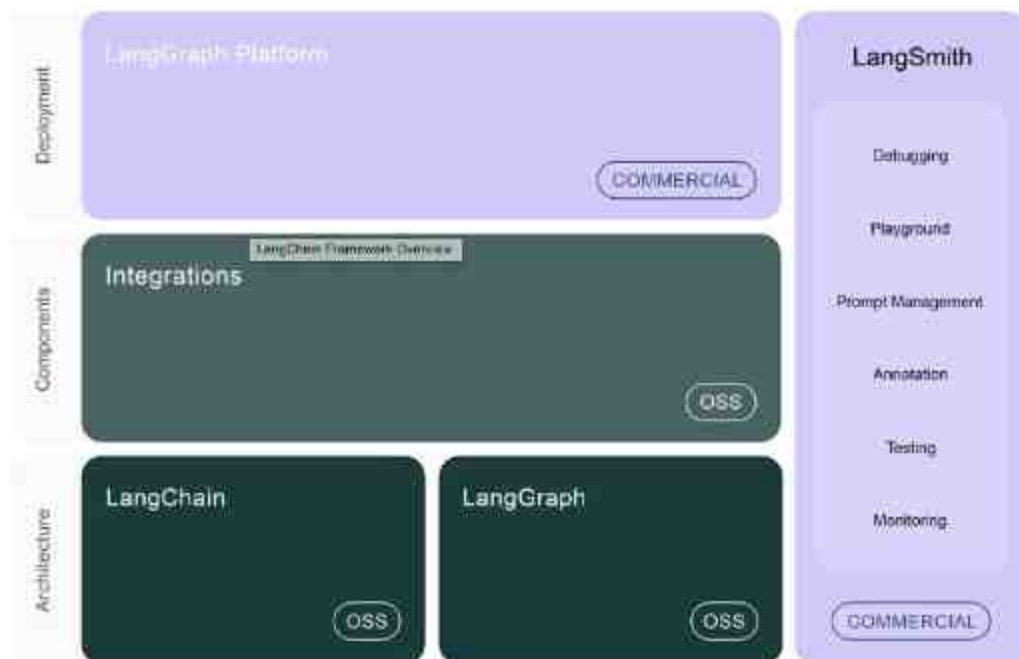 Deployment
LangGraph Platform
COMMERCIAL
LangChain Framework Overview
Components
Integrations
OSS
Architecture
LangChain
OSS
LangGraph
OSS
LangSmith
Debugging
Playground
Prompt Management
Annotation
Testing
Monitoring
COMMERCIAL